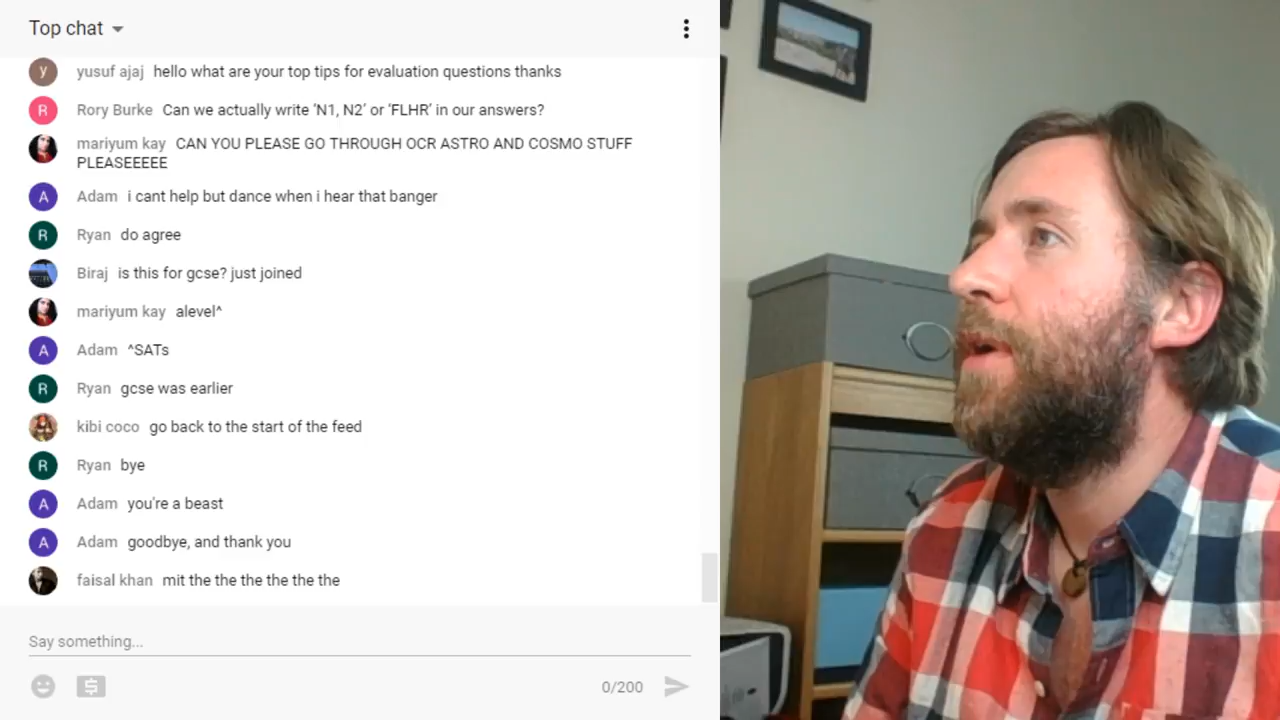 Top chat
y yusuf ajaj hello what are your top tips for evaluation questions thanks
R Rory Burke Can we actually write ‘N1, N2’ or ‘FLHR’ in our answers?
mariyum kay CAN YOU PLEASE GO THROUGH OCR ASTRO AND COSMO STUFF
PLEASEEEEE
A Adam i cant help but dance when i hear that banger
R Ryan do agree
Biraj is this for gcse? just joined
mariyum kay alevel^
A Adam ^SATs
R Ryan gcse was earlier
kibi coco go back to the start of the feed
R Ryan bye
A Adam you're a beast
A Adam goodbye, and thank you
faisal khan mit the the the the the the
Say something...
0/200